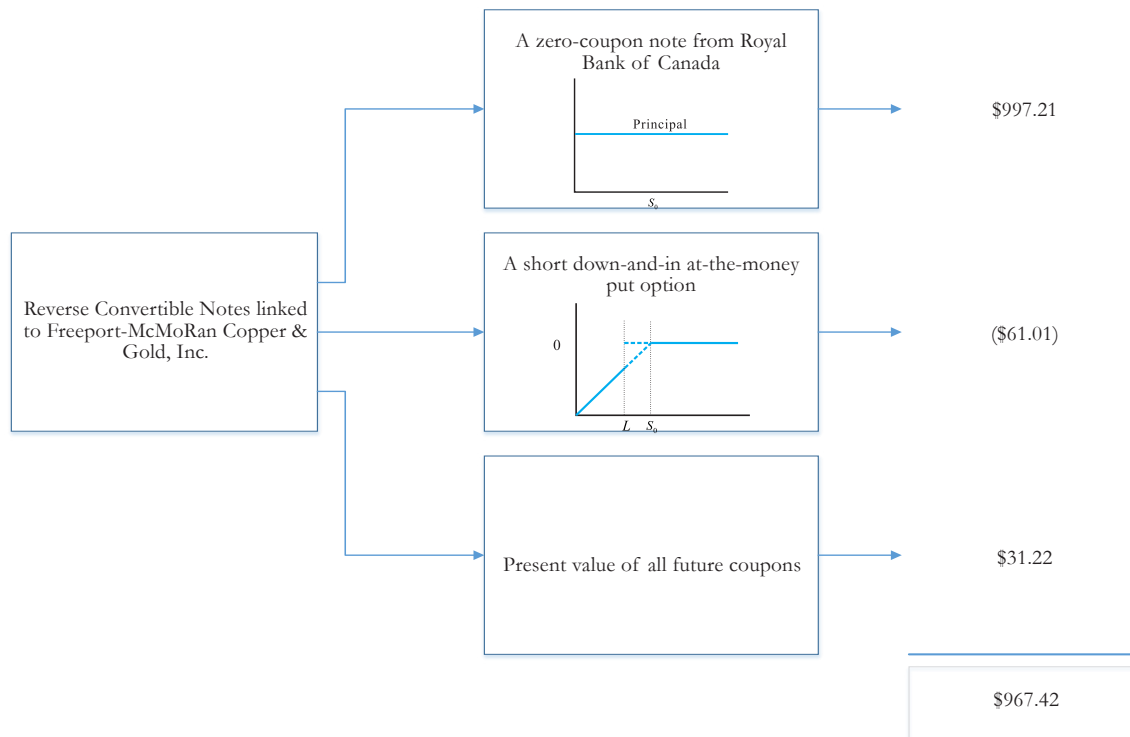 A zero-coupon note from Royal
Bank of Canada
Principal
S₀
$997.21
Reverse Convertible Notes linked
to Freeport-McMoRan Copper &
Gold, Inc.
A short down-and-in at-the-money
put option
0
L S₀
($61.01)
Present value of all future coupons
$31.22
$967.42